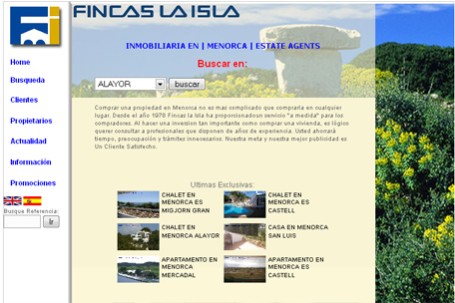 FINCAS LA ISLA
INMOBILIARIA EN | MENORCA | ESTATE AGENTS
Buscar en:
ALAYOR
buscar
Home
Busqueda
Clientes
Propietarios
Actualidad
Información
Promociones
Busque Referencia:
Ir
Comprar una propiedad en Menorca no es mas complicado que comprarla en cualquier
lugar. Desde el año 1978 Fincas la Isla ha proporcionados servicio "a medida" para los
compradores. Al hacer una inversion tan importante como comprar una vivienda, es lógico
querer consultar a profesionales que disponen de años de experiencia. Usted ahorará
tiempo, preocupación y trámites innecesarios. Nuestra meta y nuestra mejor publicidad es
Un Cliente Satisfecho.
Ultimas Exclusivas:
CHALET EN
MENORCA ES
MIGJORN GRAN
CHALET EN
MENORCA ES
CASTELL
CHALET EN
MENORCA ALAYOR
CASA EN MENORCA
SAN LUIS
APARTAMENTO EN
MENORCA
MERCADAL
APARTAMENTO EN
MENORCA ES
CASTELL